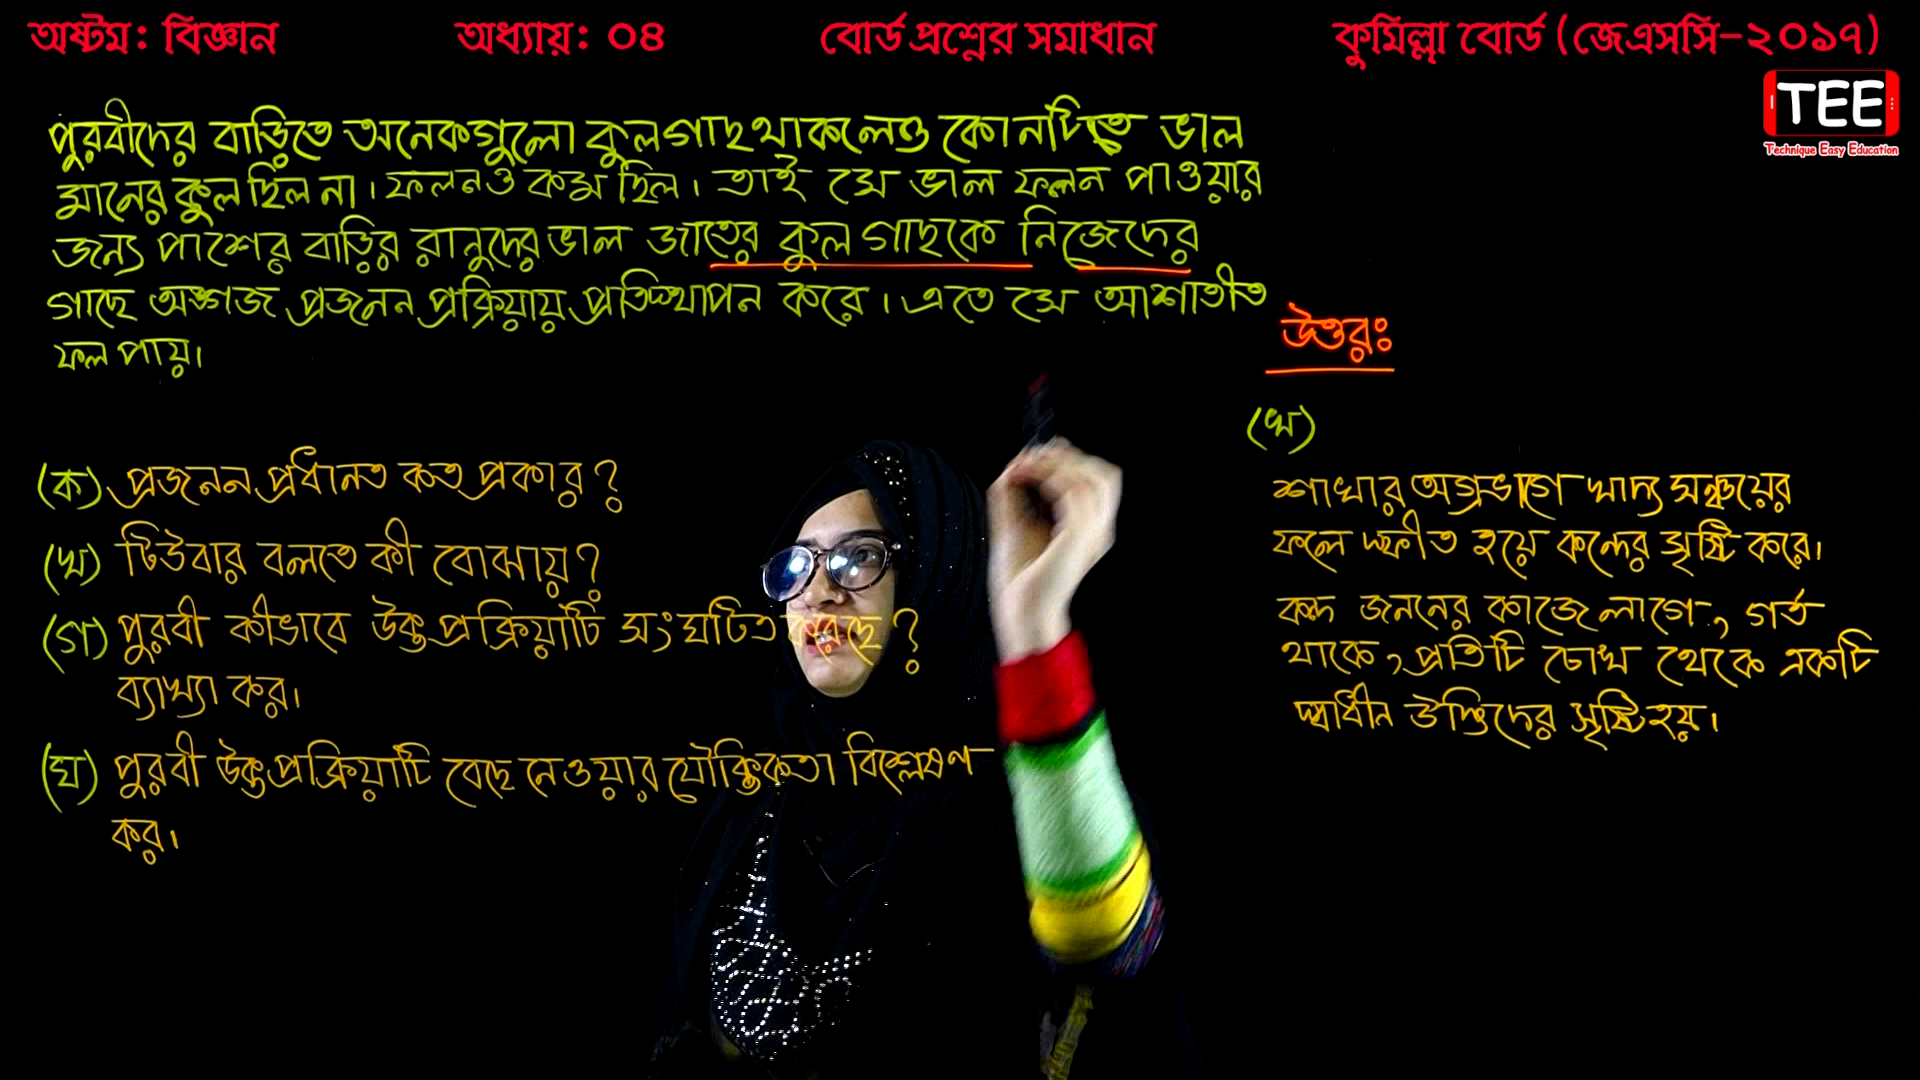 অষ্টম: বিজ্ঞান অধ্যায়: ০৪ বোর্ড প্রশ্নের সমাধান কুমিল্লা বোর্ড (জেএসসি-২০১৭)
TEE
Technique Easy Education
পুরবীদের বাড়িতে অনেকগুলো কুলগাছ থাকলেও কোনটিতে ভাল
মানের কুল ছিল না। ফলনও কম ছিল। তাই সে ভাল ফলন পাওয়ার
জন্য পাশের বাড়ির রানুদের ভাল জাতের কুল গাছকে নিজেদের
গাছে অঙ্গজ প্রজনন প্রক্রিয়ায় প্রতিস্থাপন করে। এতে সে আশাতীত
ফল পায়।
(ক) প্রজনন প্রধানত কত প্রকার?
(খ) টিউবার বলতে কী বোঝায়?
(গ) পুরবী কীভাবে উক্ত প্রক্রিয়াটি সংঘটিত করেছে?
ব্যাখ্যা কর।
(ঘ) পুরবী উক্ত প্রক্রিয়াটি বেছে নেওয়ার যৌক্তিকতা বিশ্লেষণ
কর।
উত্তরঃ
(খ)
শাখার অগ্রভাগে খাদ্য সঞ্চয়ের
ফলে স্ফীত হয়ে কন্দের সৃষ্টি করে।
কন্দ জননের কাজে লাগে, গর্ত
থাকে, প্রতিটি চোখ থেকে একটি
স্বাধীন উদ্ভিদের সৃষ্টি হয়।